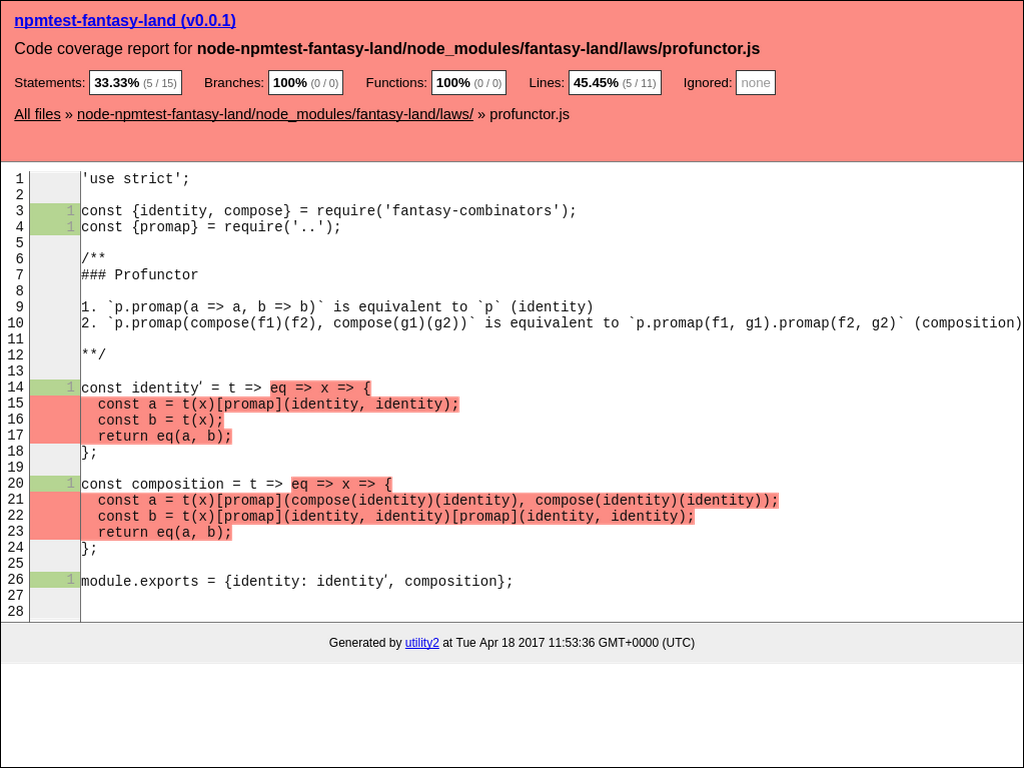 npmtest-fantasy-land (v0.0.1)
Code coverage report for node-npmtest-fantasy-land/node_modules/fantasy-land/laws/profunctor.js
Statements: 33.33% (5 / 15) Branches: 100% (0 / 0) Functions: 100% (0 / 0) Lines: 45.45% (5 / 11) Ignored: none
All files » node-npmtest-fantasy-land/node_modules/fantasy-land/laws/ » profunctor.js
1 'use strict';
2
3 1 const {identity, compose} = require('fantasy-combinators');
4 1 const {promap} = require('..');
5
6 /**
7 ### Profunctor
8
9 1. `p.promap(a => a, b => b)` is equivalent to `p` (identity)
10 2. `p.promap(compose(f1)(f2), compose(g1)(g2))` is equivalent to `p.promap(f1, g1).promap(f2, g2)` (composition)
11
12 **/
13
14 1 const identityʹ = t => eq => x => {
15   const a = t(x)[promap](identity, identity);
16   const b = t(x);
17   return eq(a, b);
18 };
19
20 1 const composition = t => eq => x => {
21   const a = t(x)[promap](compose(identity)(identity), compose(identity)(identity));
22   const b = t(x)[promap](identity, identity)[promap](identity, identity);
23   return eq(a, b);
24 };
25
26 1 module.exports = {identity: identityʹ, composition};
27
28
Generated by utility2 at Tue Apr 18 2017 11:53:36 GMT+0000 (UTC)